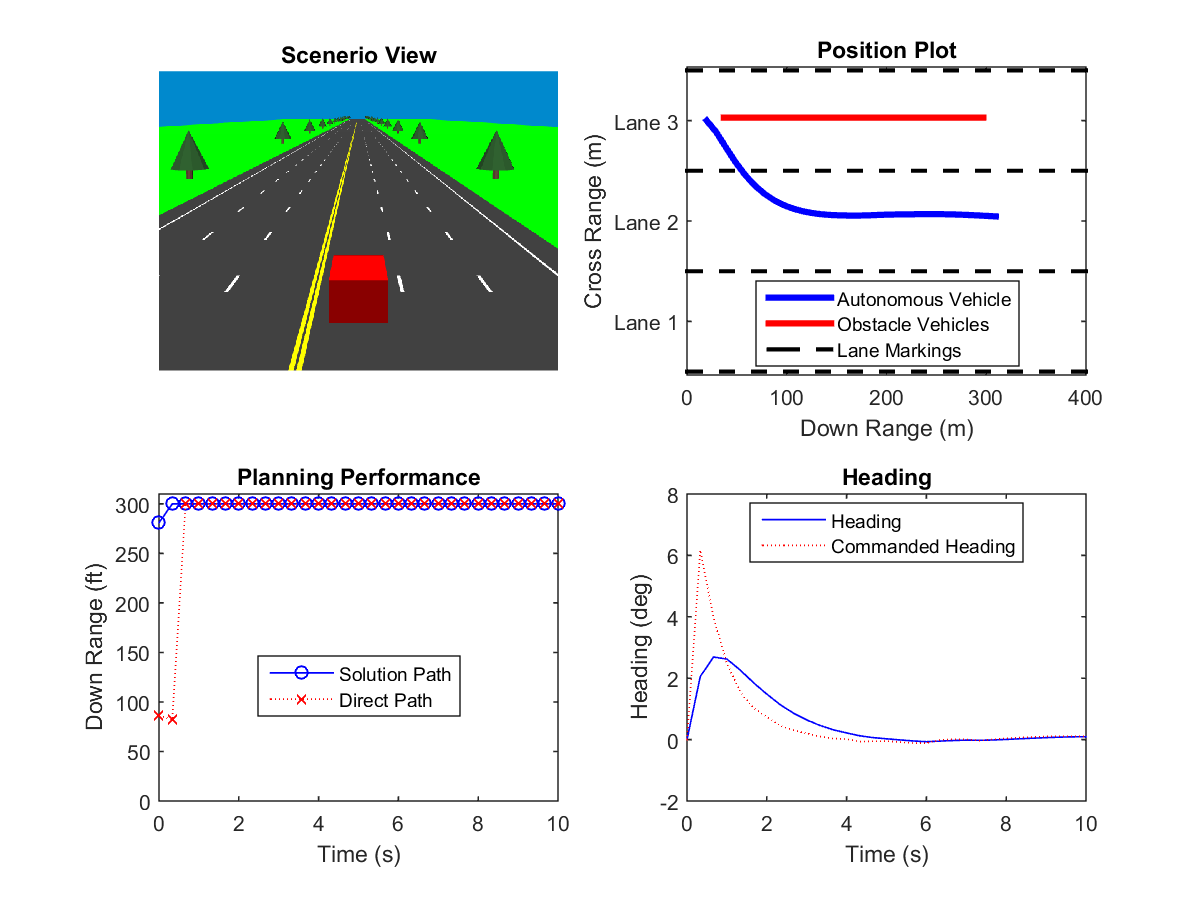 Scenerio View
Position Plot
Cross Range (m)
Lane 3
Lane 2
Lane 1
Autonomous Vehicle
Obstacle Vehicles
Lane Markings
0 100 200 300 400
Down Range (m)
Planning Performance
Down Range (ft)
300
250
200
150
100
50
0
Solution Path
Direct Path
0 2 4 6 8 10
Time (s)
Heading
Heading (deg)
8
6
4
2
0
-2
Heading
Commanded Heading
0 2 4 6 8 10
Time (s)